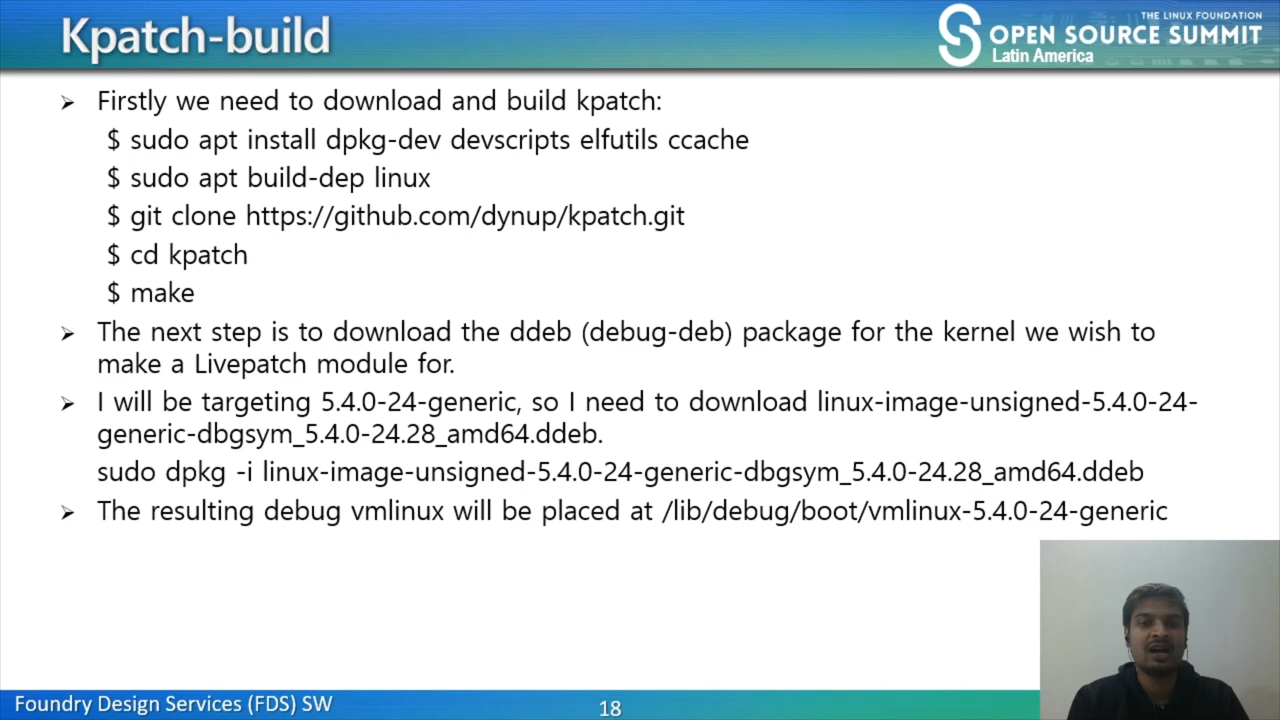 Kpatch-build
THE LINUX FOUNDATION
OPEN SOURCE SUMMIT
Latin America
➢ Firstly we need to download and build kpatch:
$ sudo apt install dpkg-dev devscripts elfutils ccache
$ sudo apt build-dep linux
$ git clone https://github.com/dynup/kpatch.git
$ cd kpatch
$ make
➢ The next step is to download the ddeb (debug-deb) package for the kernel we wish to
make a Livepatch module for.
➢ I will be targeting 5.4.0-24-generic, so I need to download linux-image-unsigned-5.4.0-24-
generic-dbgsym_5.4.0-24.28_amd64.ddeb.
sudo dpkg -i linux-image-unsigned-5.4.0-24-generic-dbgsym_5.4.0-24.28_amd64.ddeb
➢ The resulting debug vmlinux will be placed at /lib/debug/boot/vmlinux-5.4.0-24-generic
Foundry Design Services (FDS) SW
18